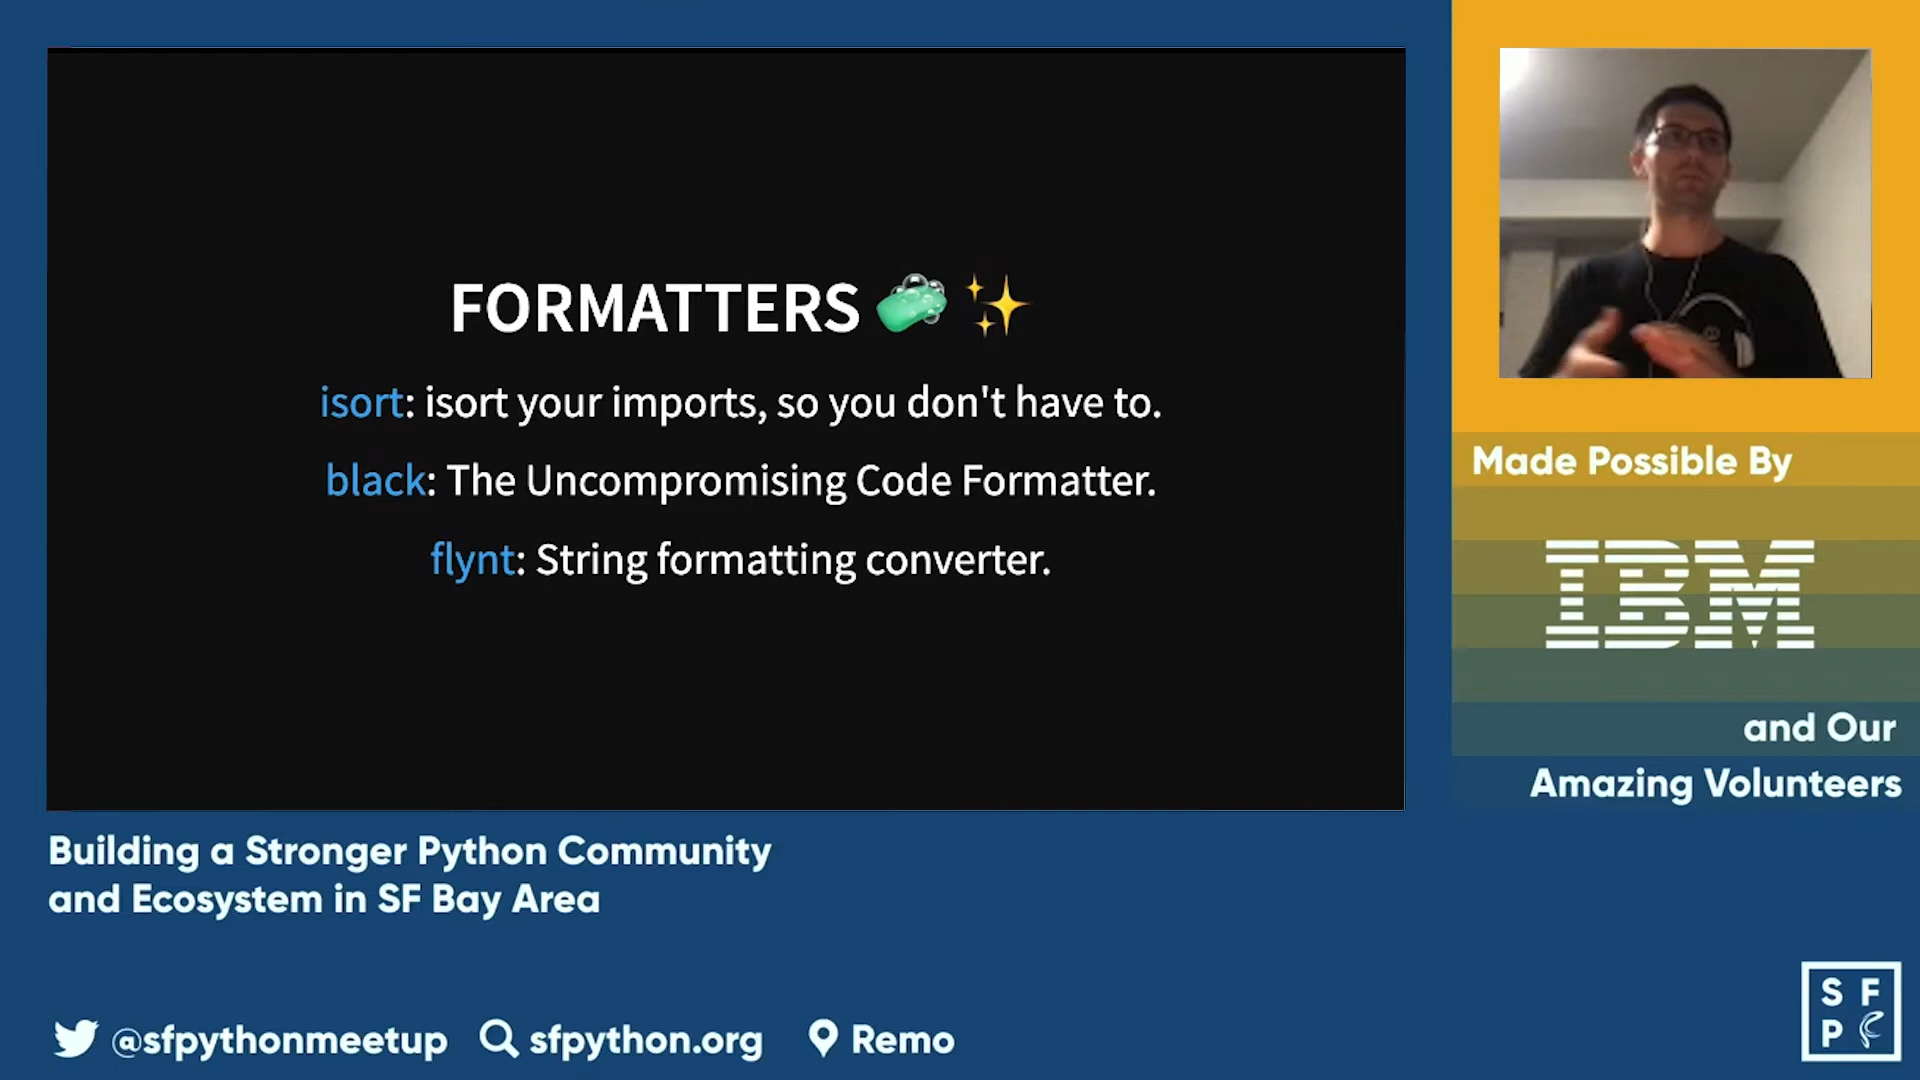 FORMATTERS
isort: isort your imports, so you don't have to.
black: The Uncompromising Code Formatter.
flynt: String formatting converter.
Made Possible By
IBM
and Our
Amazing Volunteers
Building a Stronger Python Community
and Ecosystem in SF Bay Area
@sfpythonmeetup
sfpython.org
Remo
S F
P